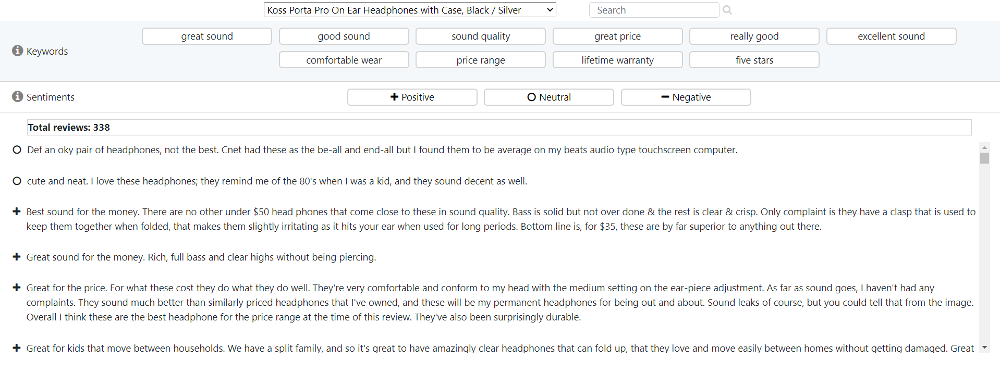 Koss Porta Pro On Ear Headphones with Case, Black / Silver
Search
Keywords
great sound
good sound
sound quality
great price
really good
excellent sound
comfortable wear
price range
lifetime warranty
five stars
Sentiments
Positive
Neutral
Negative
Total reviews: 338
Def an oky pair of headphones, not the best. Cnet had these as the be-all and end-all but I found them to be average on my beats audio type touchscreen computer.
cute and neat. I love these headphones; they remind me of the 80's when I was a kid, and they sound decent as well.
Best sound for the money. There are no other under $50 head phones that come close to these in sound quality. Bass is solid but not over done & the rest is clear & crisp. Only complaint is they have a clasp that is used to
keep them together when folded, that makes them slightly irritating as it hits your ear when used for long periods. Bottom line is, for $35, these are by far superior to anything out there.
Great sound for the money. Rich, full bass and clear highs without being piercing.
Great for the price. For what these cost they do what they do well. They're very comfortable and conform to my head with the medium setting on the ear-piece adjustment. As far as sound goes, I haven't had any
complaints. They sound much better than similarly priced headphones that I've owned, and these will be my permanent headphones for being out and about. Sound leaks of course, but you could tell that from the image.
Overall I think these are the best headphone for the price range at the time of this review. They've also been surprisingly durable.
Great for kids that move between households. We have a split family, and so it's great to have amazingly clear headphones that can fold up, that they love and move easily between homes without getting damaged. Great